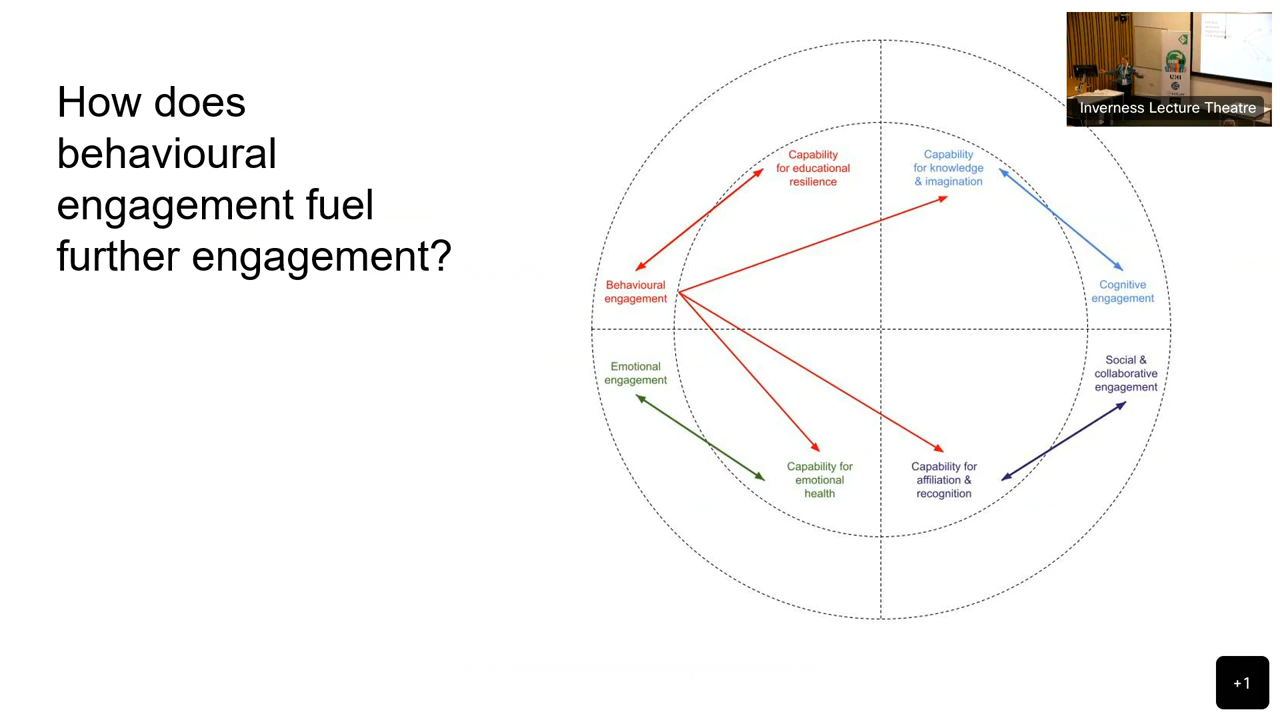 How does
behavioural
engagement fuel
further engagement?
Capability
for educational
resilience
Capability
for knowledge
& imagination
Behavioural
engagement
Cognitive
engagement
Emotional
engagement
Social &
collaborative
engagement
Capability for
emotional
health
Capability for
affiliation &
recognition
Inverness Lecture Theatre
+1